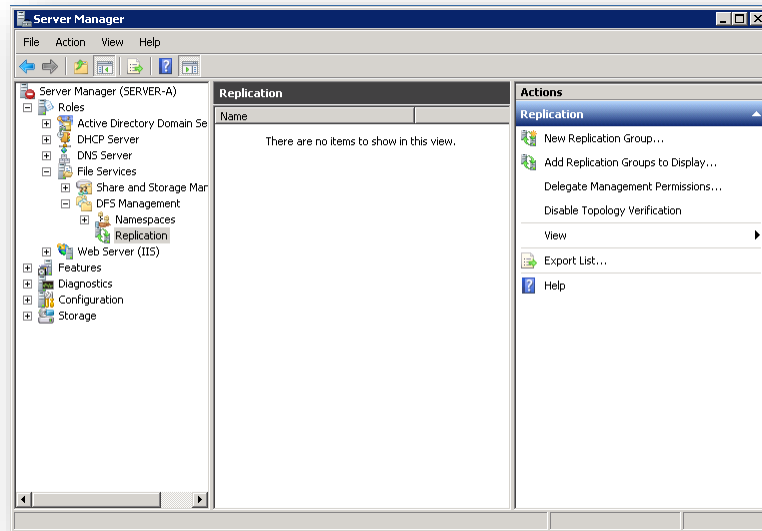 Server Manager
File Action View Help
Server Manager (SERVER-A)
Roles
Active Directory Domain Se
DHCP Server
DNS Server
File Services
Share and Storage Mar
DFS Management
Namespaces
Replication
Web Server (IIS)
Features
Diagnostics
Configuration
Storage
Replication
Name
There are no items to show in this view.
Actions
Replication
New Replication Group...
Add Replication Groups to Display...
Delegate Management Permissions...
Disable Topology Verification
View
Export List...
Help